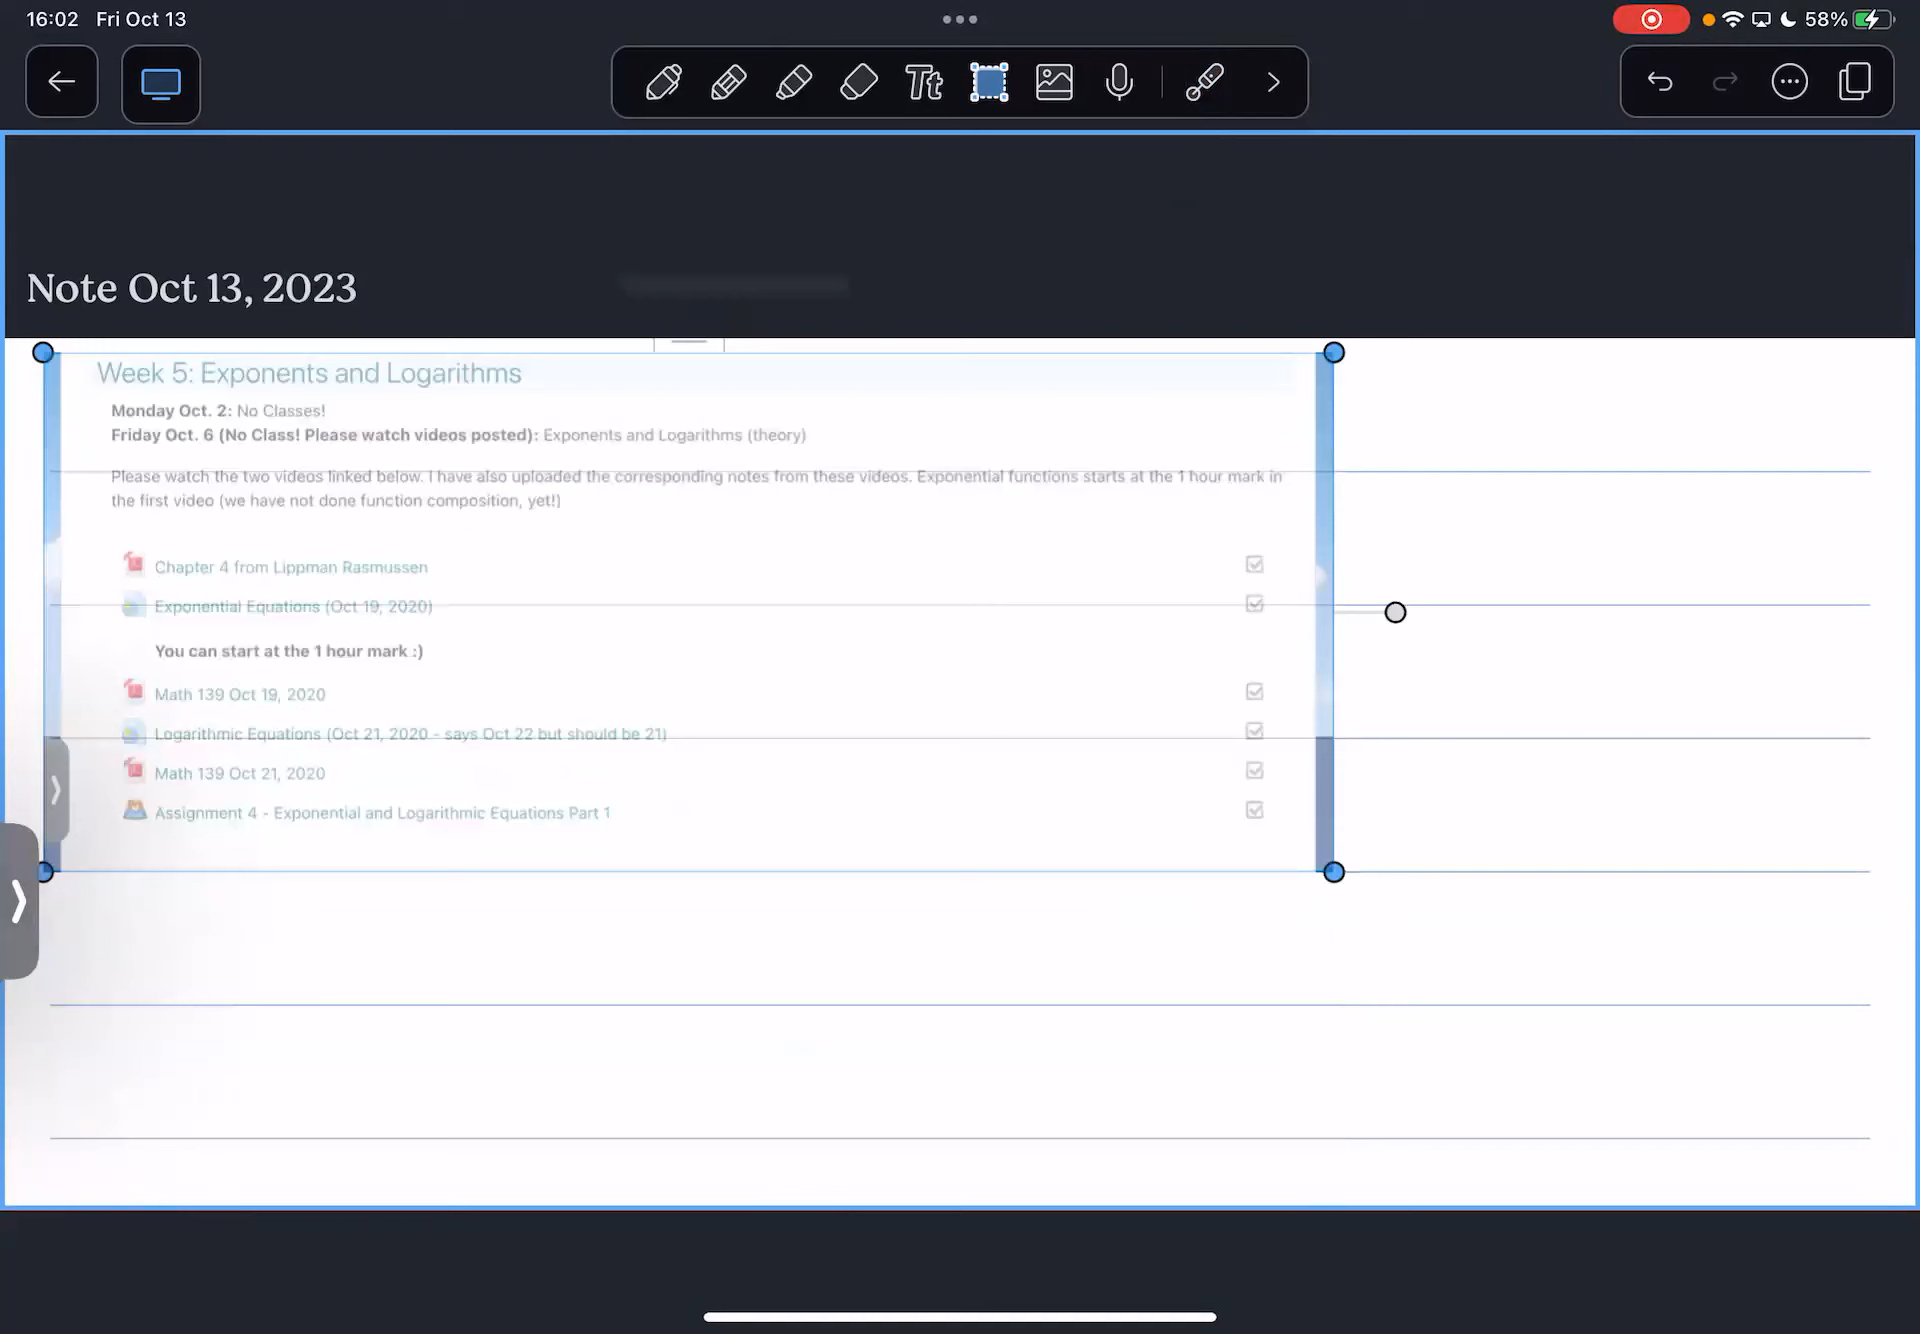 16:02 Fri Oct 13
58%
Tt
Note Oct 13, 2023
Week 5: Exponents and Logarithms
Monday Oct. 2: No Classes!
Friday Oct. 6 (No Class! Please watch videos posted): Exponents and Logarithms (theory)
Please watch the two videos linked below. I have also uploaded the corresponding notes from these videos. Exponential functions starts at the 1 hour mark in
the first video (we have not done function composition, yet!)
Chapter 4 from Lippman Rasmussen
Exponential Equations (Oct 19, 2020)
You can start at the 1 hour mark :)
Math 139 Oct 19, 2020
Logarithmic Equations (Oct 21, 2020 - says Oct 22 but should be 21)
Math 139 Oct 21, 2020
Assignment 4 - Exponential and Logarithmic Equations Part 1